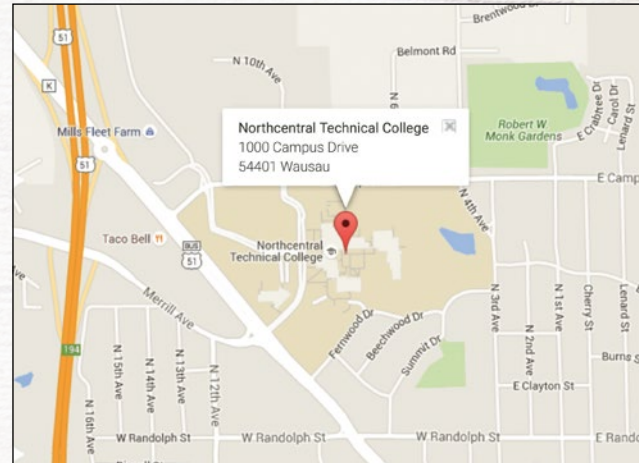 Brentwood
51
Belmont Rd
N 10th Ave
K
N 6
Northcentral Technical College
1000 Campus Drive
54401 Wausau
Mills Fleet Farm
51
Robert W
Monk Gardens
E Crabtree Dr
Carol Dr
Lenard St
E Camp
N 4th Ave
Taco Bell
BUS
51
Northcentral
Technical College
Merrill Ave
194
N 16th Ave
N 15th Ave
N 14th Ave
N 13th Ave
N 12th Ave
Fernwood Dr
Beechwood Dr
Summit Dr
N 3rd Ave
N 2nd Ave
N 1st Ave
Cherry St
Lenard St
Burns S
E Clayton St
W Randolph St
W Randolph St
W Randolph St
E Rand